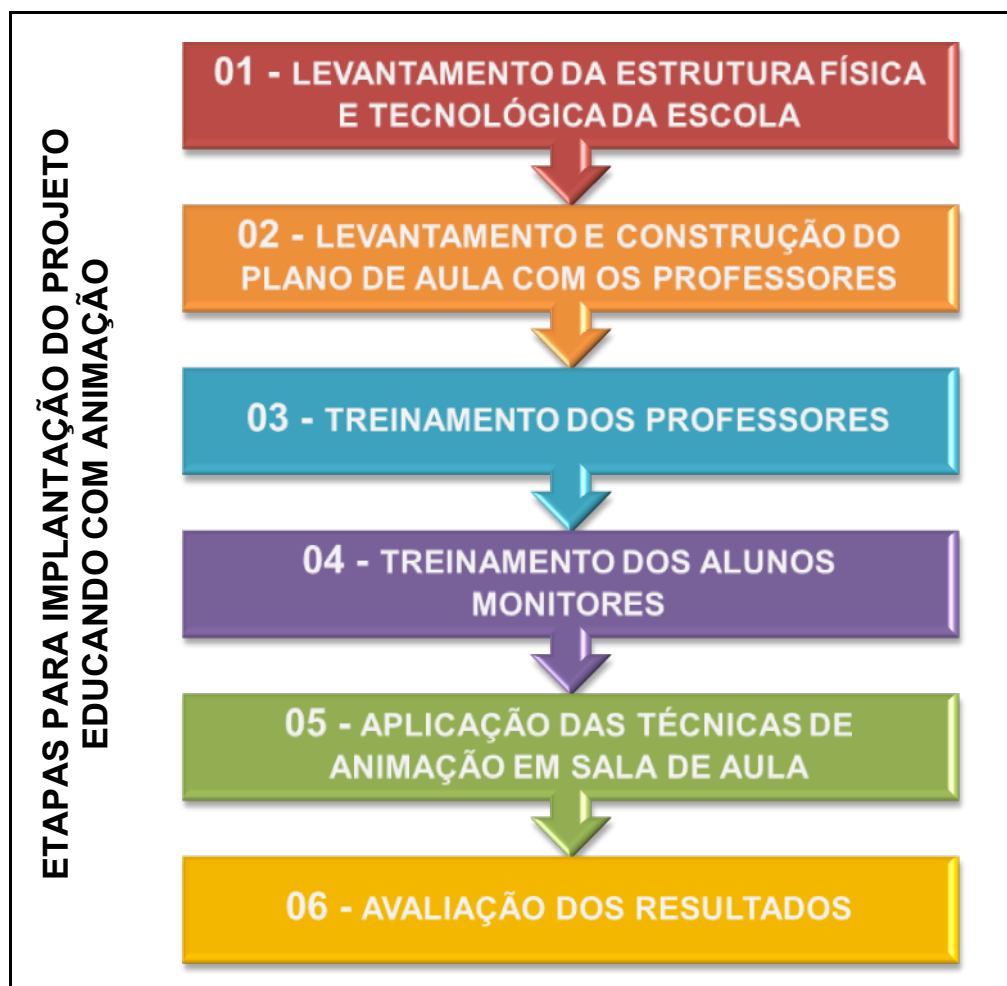 ETAPAS PARA IMPLANTAÇÃO DO PROJETO
EDUCANDO COM ANIMAÇÃO
01 - LEVANTAMENTO DA ESTRUTURA FÍSICA
E TECNOLÓGICA DA ESCOLA
02 - LEVANTAMENTO E CONSTRUÇÃO DO
PLANO DE AULA COM OS PROFESSORES
03 - TREINAMENTO DOS PROFESSORES
04 - TREINAMENTO DOS ALUNOS
MONITORES
05 - APLICAÇÃO DAS TÉCNICAS DE
ANIMAÇÃO EM SALA DE AULA
06 - AVALIAÇÃO DOS RESULTADOS